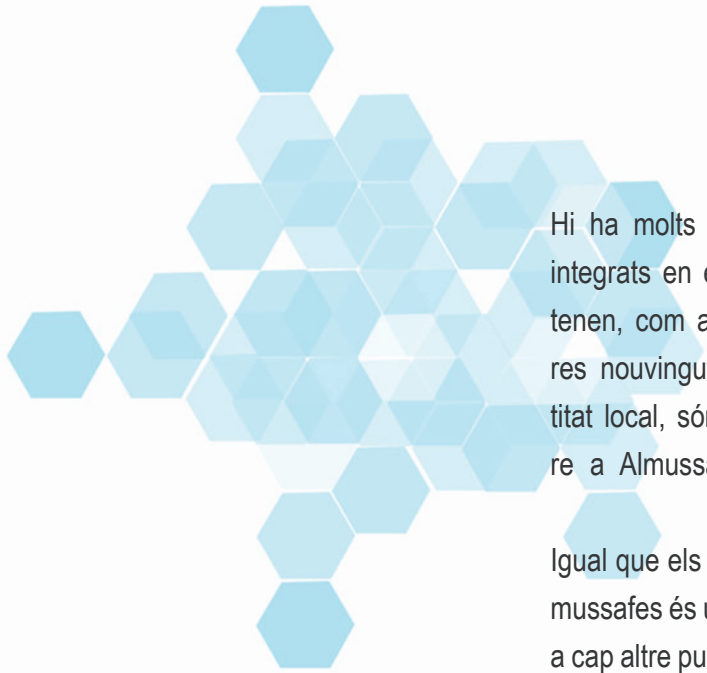 Hi ha molts
integrats en e
tenen, com a
res nouvingu
titat local, són
re a Almussa
Igual que els
mussafes és u
a cap altre pu